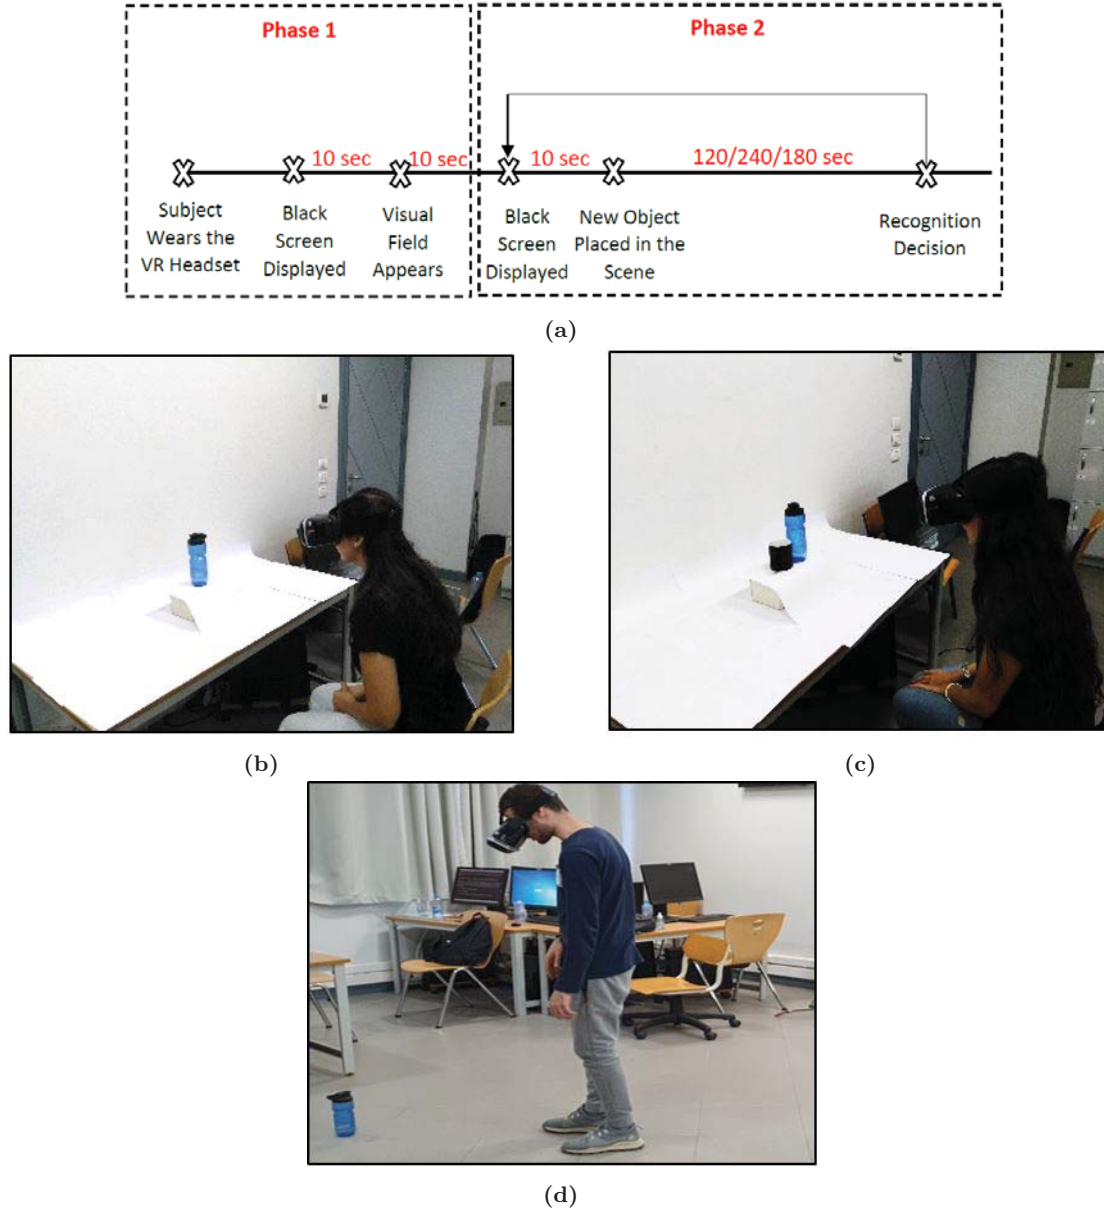 Phase 1
Phase 2
10 sec
10 sec
10 sec
120/240/180 sec
Subject
Wears the
VR Headset
Black
Screen
Displayed
Visual
Field
Appears
Black
Screen
Displayed
New Object
Placed in the
Scene
Recognition
Decision
(a)
(b)
(c)
(d)